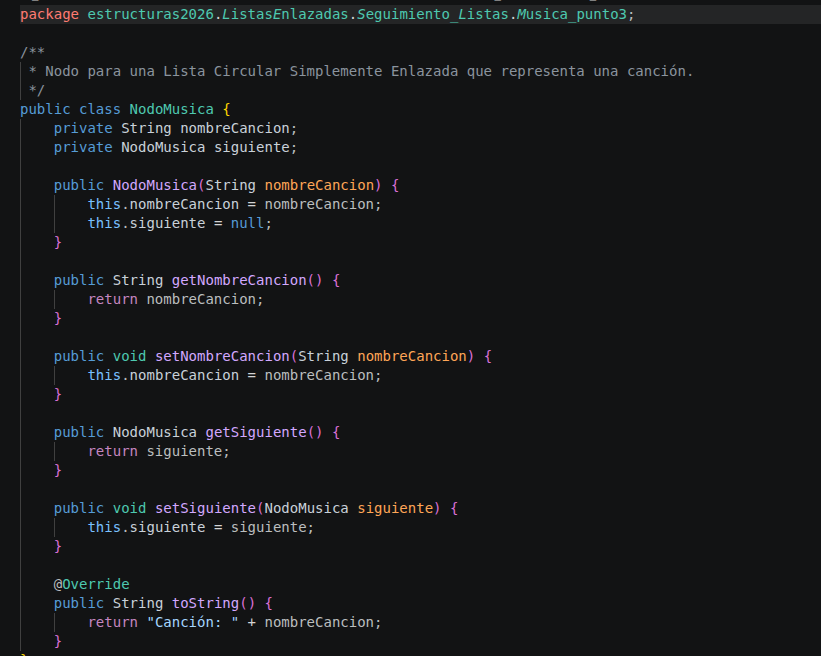 package estructuras2026.ListasEnlazadas.Seguimiento_Listas.Musica_punto3;

/**
 * Nodo para una Lista Circular Simplemente Enlazada que representa una canción.
 */
public class NodoMusica {
    private String nombreCancion;
    private NodoMusica siguiente;

    public NodoMusica(String nombreCancion) {
        this.nombreCancion = nombreCancion;
        this.siguiente = null;
    }

    public String getNombreCancion() {
        return nombreCancion;
    }

    public void setNombreCancion(String nombreCancion) {
        this.nombreCancion = nombreCancion;
    }

    public NodoMusica getSiguiente() {
        return siguiente;
    }

    public void setSiguiente(NodoMusica siguiente) {
        this.siguiente = siguiente;
    }

    @Override
    public String toString() {
        return "Canción: " + nombreCancion;
    }